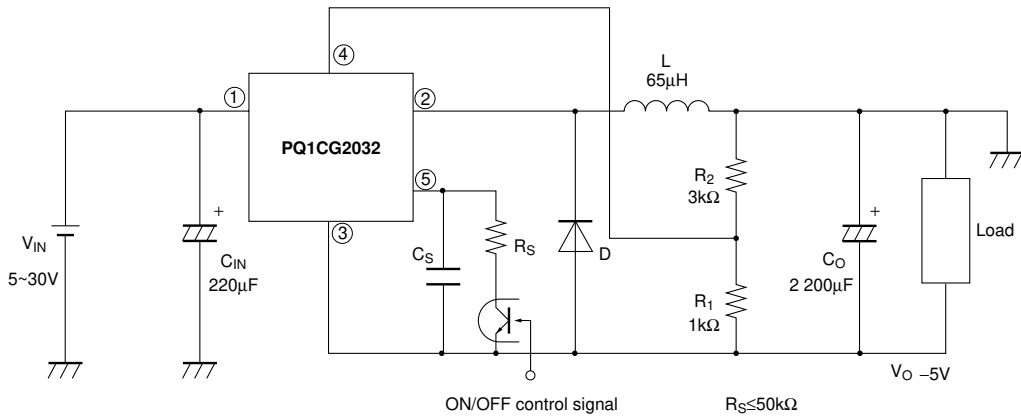 ④
L
65μH
①
②
PQ1CG2032
⑤
R2
3kΩ
+
+
③
VIN
5~30V
CIN
220μF
CS
RS
D
CO
2 200μF
Load
R1
1kΩ
VO –5V
ON/OFF control signal
RS≤50kΩ